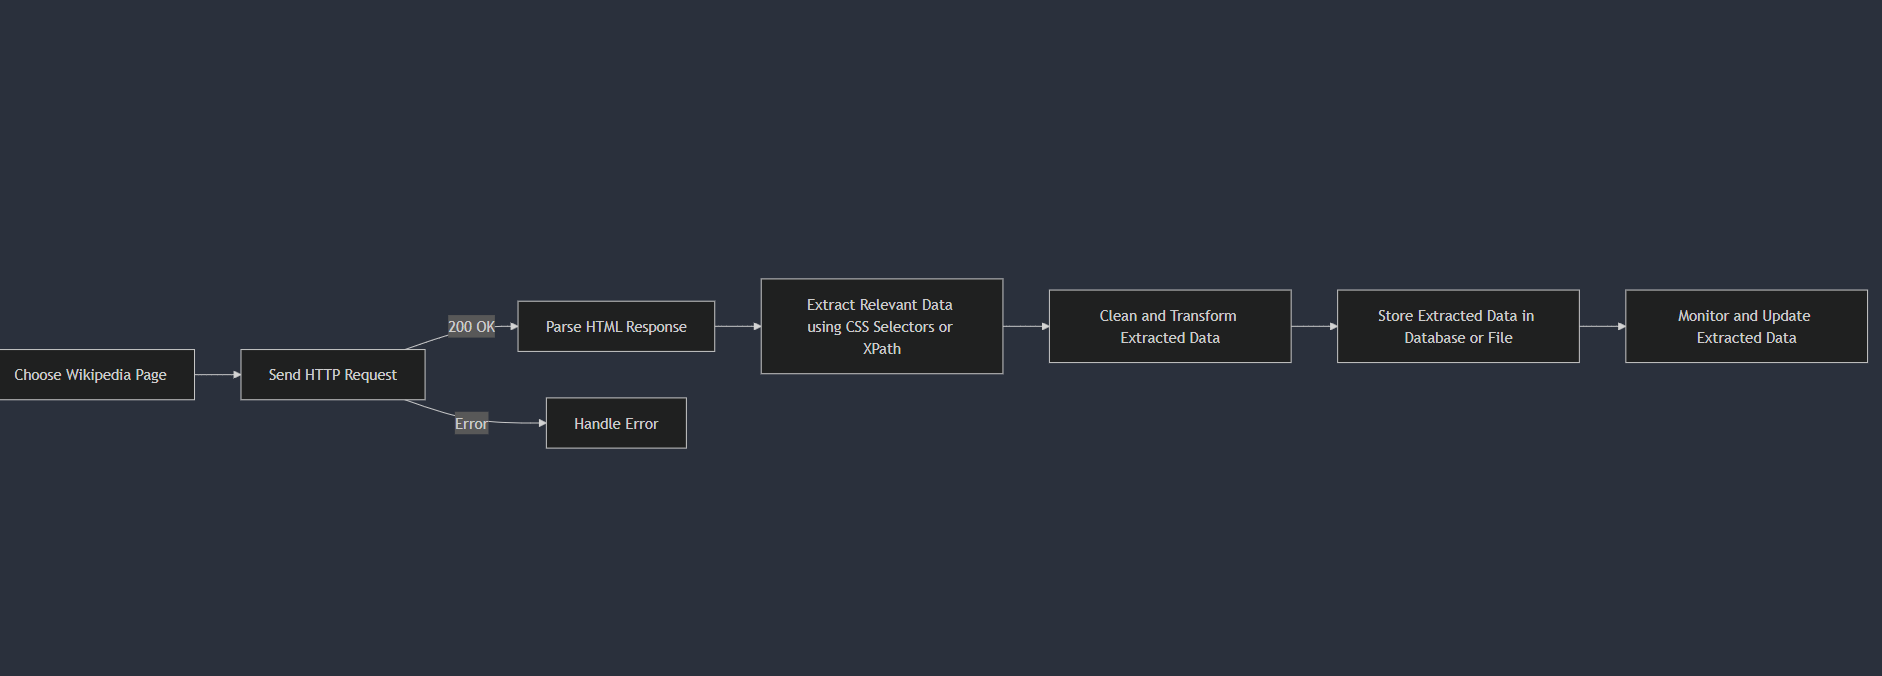 Choose Wikipedia Page
Send HTTP Request
200 OK
Error
Parse HTML Response
Handle Error
Extract Relevant Data
using CSS Selectors or
XPath
Clean and Transform
Extracted Data
Store Extracted Data in
Database or File
Monitor and Update
Extracted Data